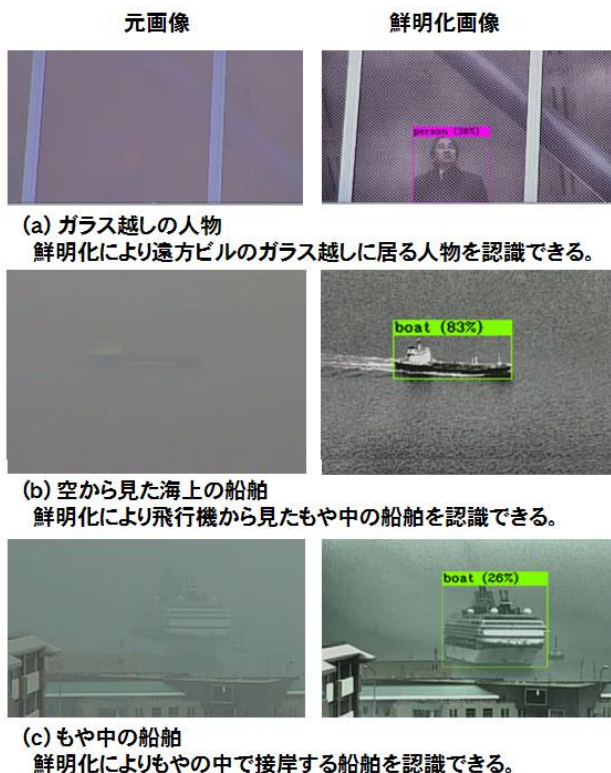 元画像
鮮明化画像
person (38%)
(a) ガラス越しの人物
鮮明化により遠方ビルのガラス越しに居る人物を認識できる。
boat (83%)
(b) 空から見た海上の船舶
鮮明化により飛行機から見たもや中の船舶を認識できる。
boat (26%)
(c) もや中の船舶
鮮明化によりもやの中で接岸する船舶を認識できる。